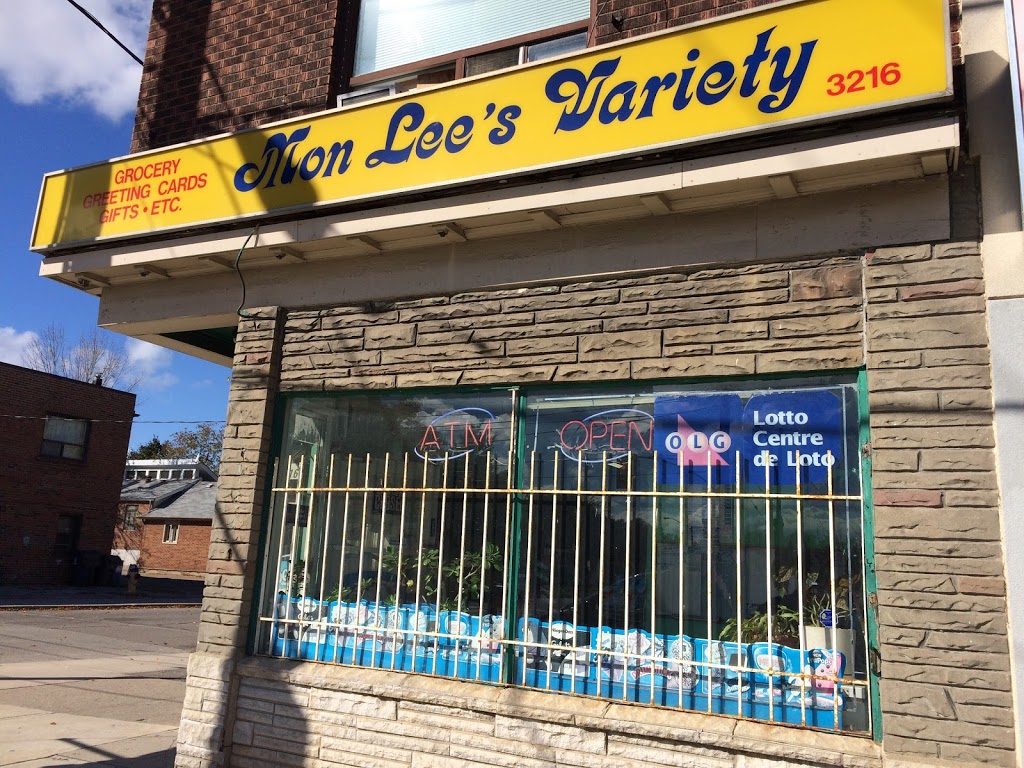 Mon Lee's Variety 3216
GROCERY
GREETING CARDS
GIFTS • ETC.
ATM
OPEN
OLG
Lotto
Centre
de Loto